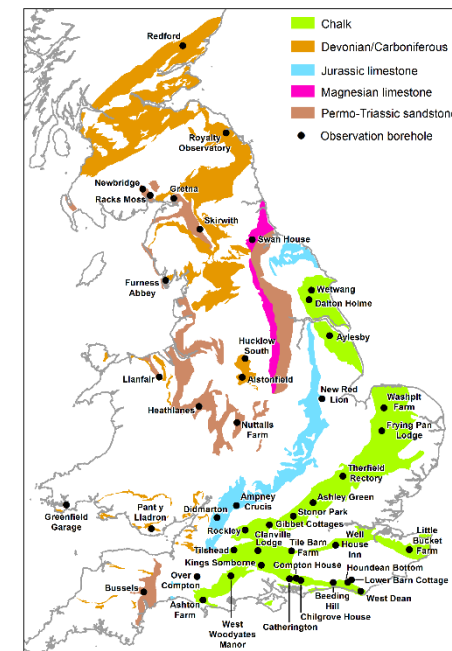 Chalk
Devonian/Carboniferous
Jurassic limestone
Magnesian limestone
Permo-Triassic sandstone
Observation borehole
Redford
Royalty
Observatory
Newbridge
Gretna
Racks Moss
Skirwith
Swan House
Furness
Abbey
Wetwang
Dalton Holme
Aylesby
Hucklow
South
Llanfair
Alstonfield
New Red
Lion
Washpit
Farm
Heathlanes
Nuttalls
Farm
Frying Pan
Lodge
Therfield
Rectory
Greenfield
Garage
Pant y
Lladron
Didmarton
Ampney
Crucis
Ashley Green
Stonor Park
Rockley
Gibbet Cottages
Clanville
Lodge
Tile Barn
Farm
Well
House
Inn
Little
Bucket
Farm
Tilshead
Kings Somborne
Compton House
Houndean Bottom
Over
Compton
Lower Barn Cottage
Bussels
Ashton
Farm
West
Woodyates
Manor
Catherington
Chilgrove House
Beeding
Hill
West Dean